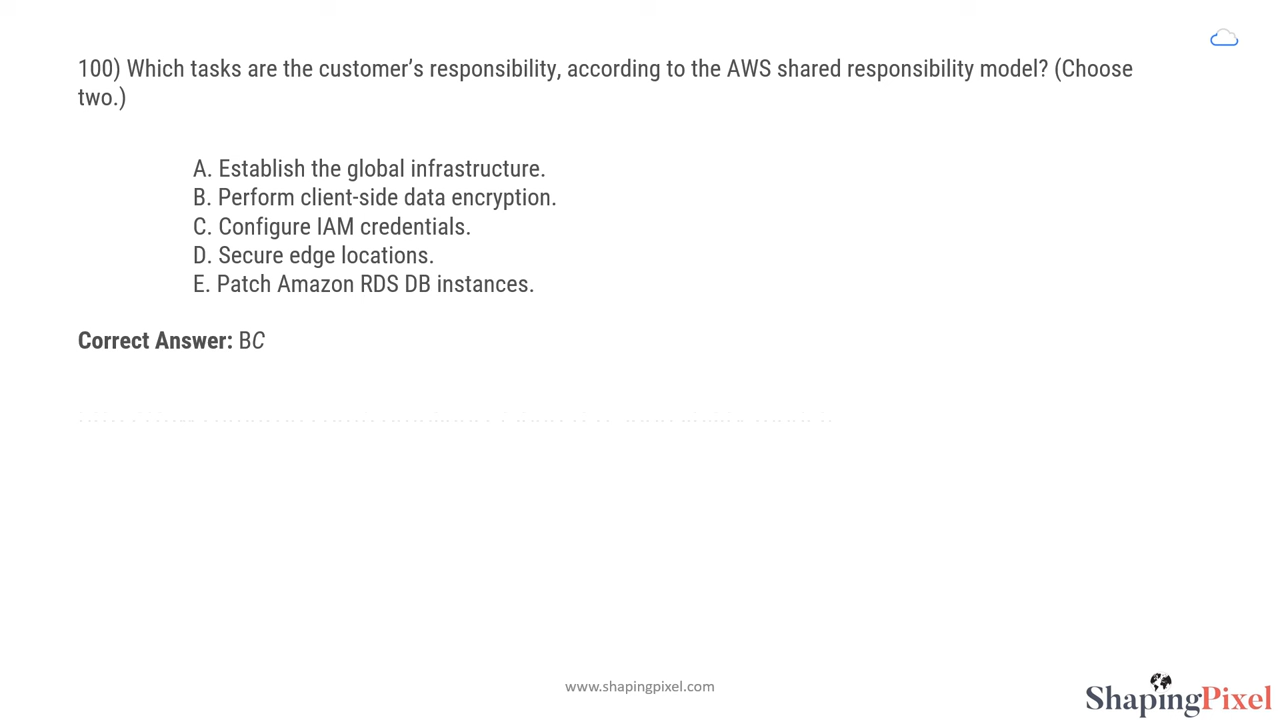 100) Which tasks are the customer’s responsibility, according to the AWS shared responsibility model? (Choose
two.)
A. Establish the global infrastructure.
B. Perform client-side data encryption.
C. Configure IAM credentials.
D. Secure edge locations.
E. Patch Amazon RDS DB instances.
Correct Answer: BC
www.shapingpixel.com
ShapingPixel